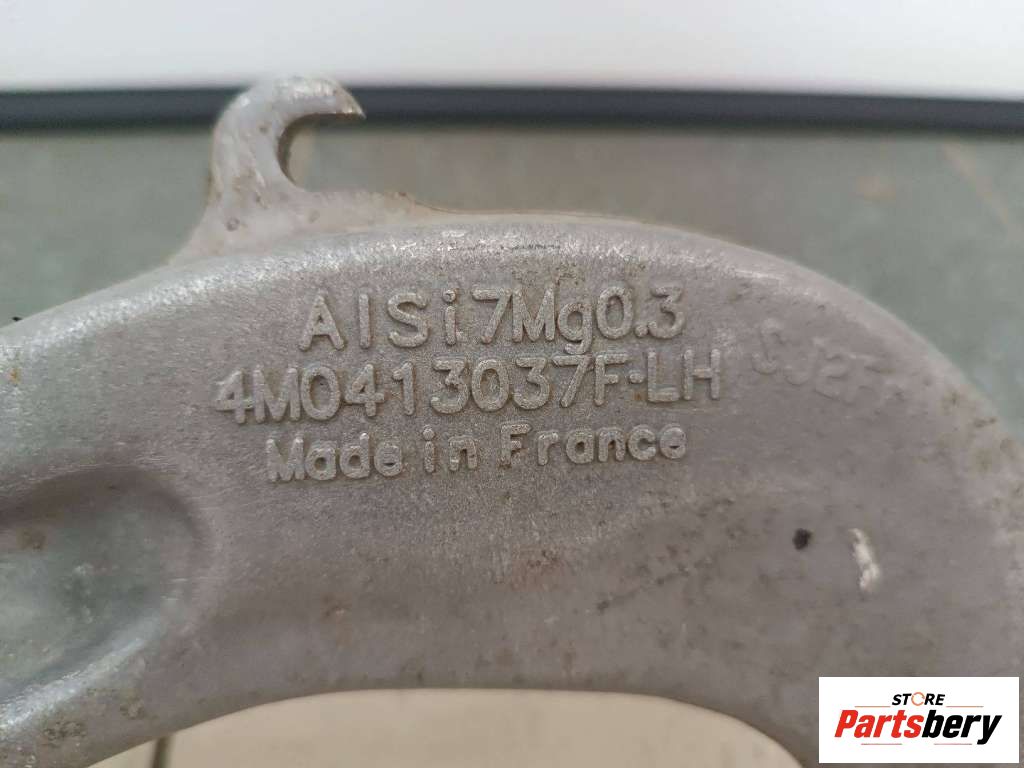 AlSi7Mg0.3
4M0413037F-LH
Made in France
STORE
Partsbery